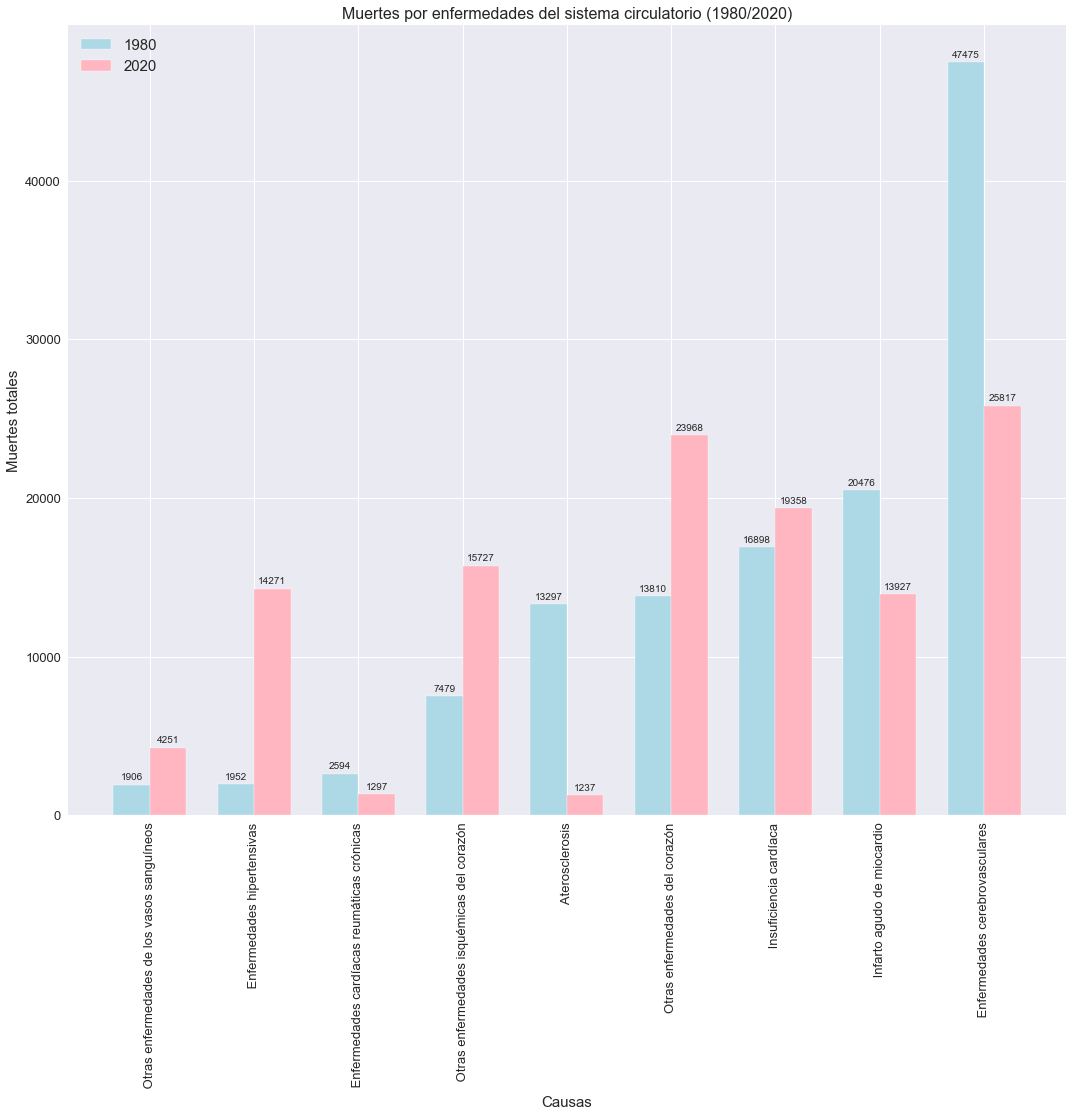 Muertes por enfermedades del sistema circulatorio (1980/2020)
1980
2020
Muertes totales
40000
30000
20000
10000
0
1906
4251
1952
14271
2594
1297
7479
15727
13297
1237
13810
23968
16898
19358
20476
13927
47475
25817
Otras enfermedades de los vasos sanguíneos
Enfermedades hipertensivas
Enfermedades cardíacas reumáticas crónicas
Otras enfermedades isquémicas del corazón
Aterosclerosis
Otras enfermedades del corazón
Insuficiencia cardíaca
Infarto agudo de miocardio
Enfermedades cerebrovasculares
Causas